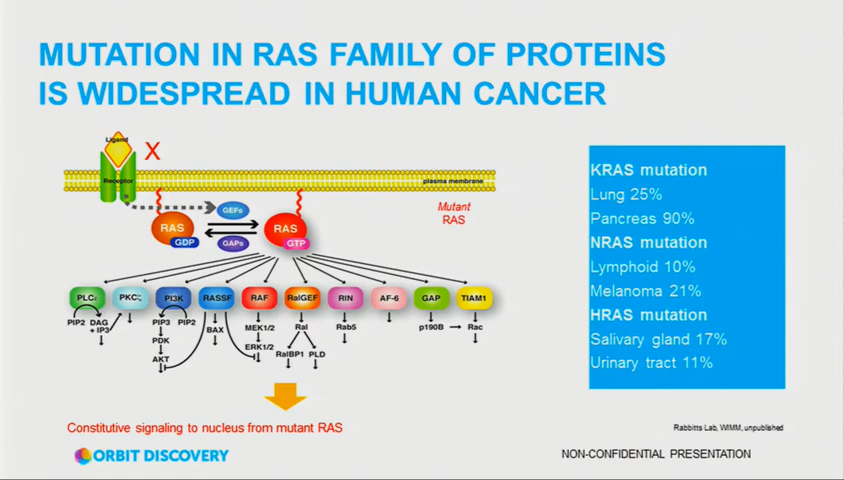 MUTATION IN RAS FAMILY OF PROTEINS
IS WIDESPREAD IN HUMAN CANCER
Ligand
X
Receptor
plasma membrane
GEFs
Mutant
RAS
RAS
GDP
GAPs
RAS
GTP
PLCε
PKCζ
PI3K
RASSF
RAF
RalGEF
RIN
AF-6
GAP
TIAM1
PIP2 DAG
+ IP3
PIP3 PIP2
PDK
AKT
BAX
MEK1/2
ERK1/2
Ral
RalBP1 PLD
Rab5
p190B
Rac
Constitutive signaling to nucleus from mutant RAS
KRAS mutation
Lung 25%
Pancreas 90%
NRAS mutation
Lymphoid 10%
Melanoma 21%
HRAS mutation
Salivary gland 17%
Urinary tract 11%
Rabbitts Lab, WIMM, unpublished
ORBIT DISCOVERY
NON-CONFIDENTIAL PRESENTATION